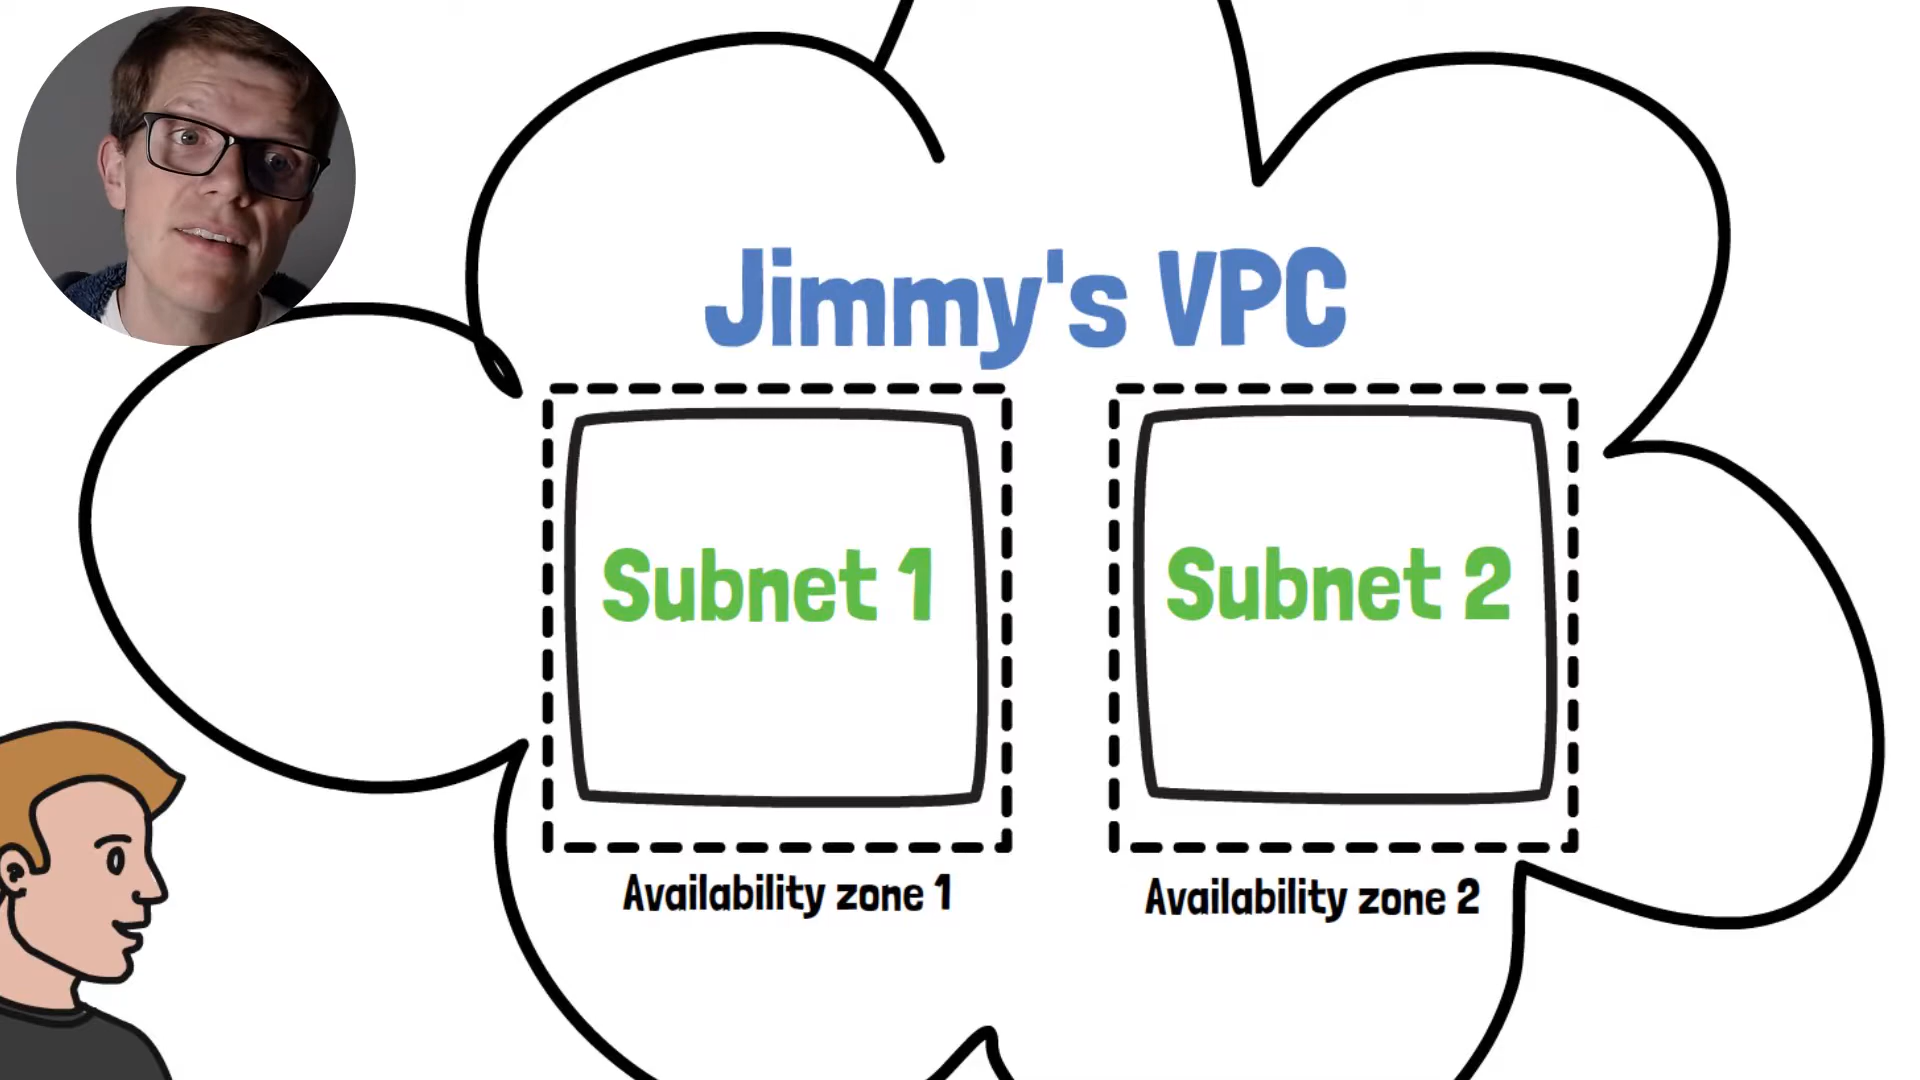 Jimmy's VPC
Subnet 1
Subnet 2
Availability zone 1
Availability zone 2